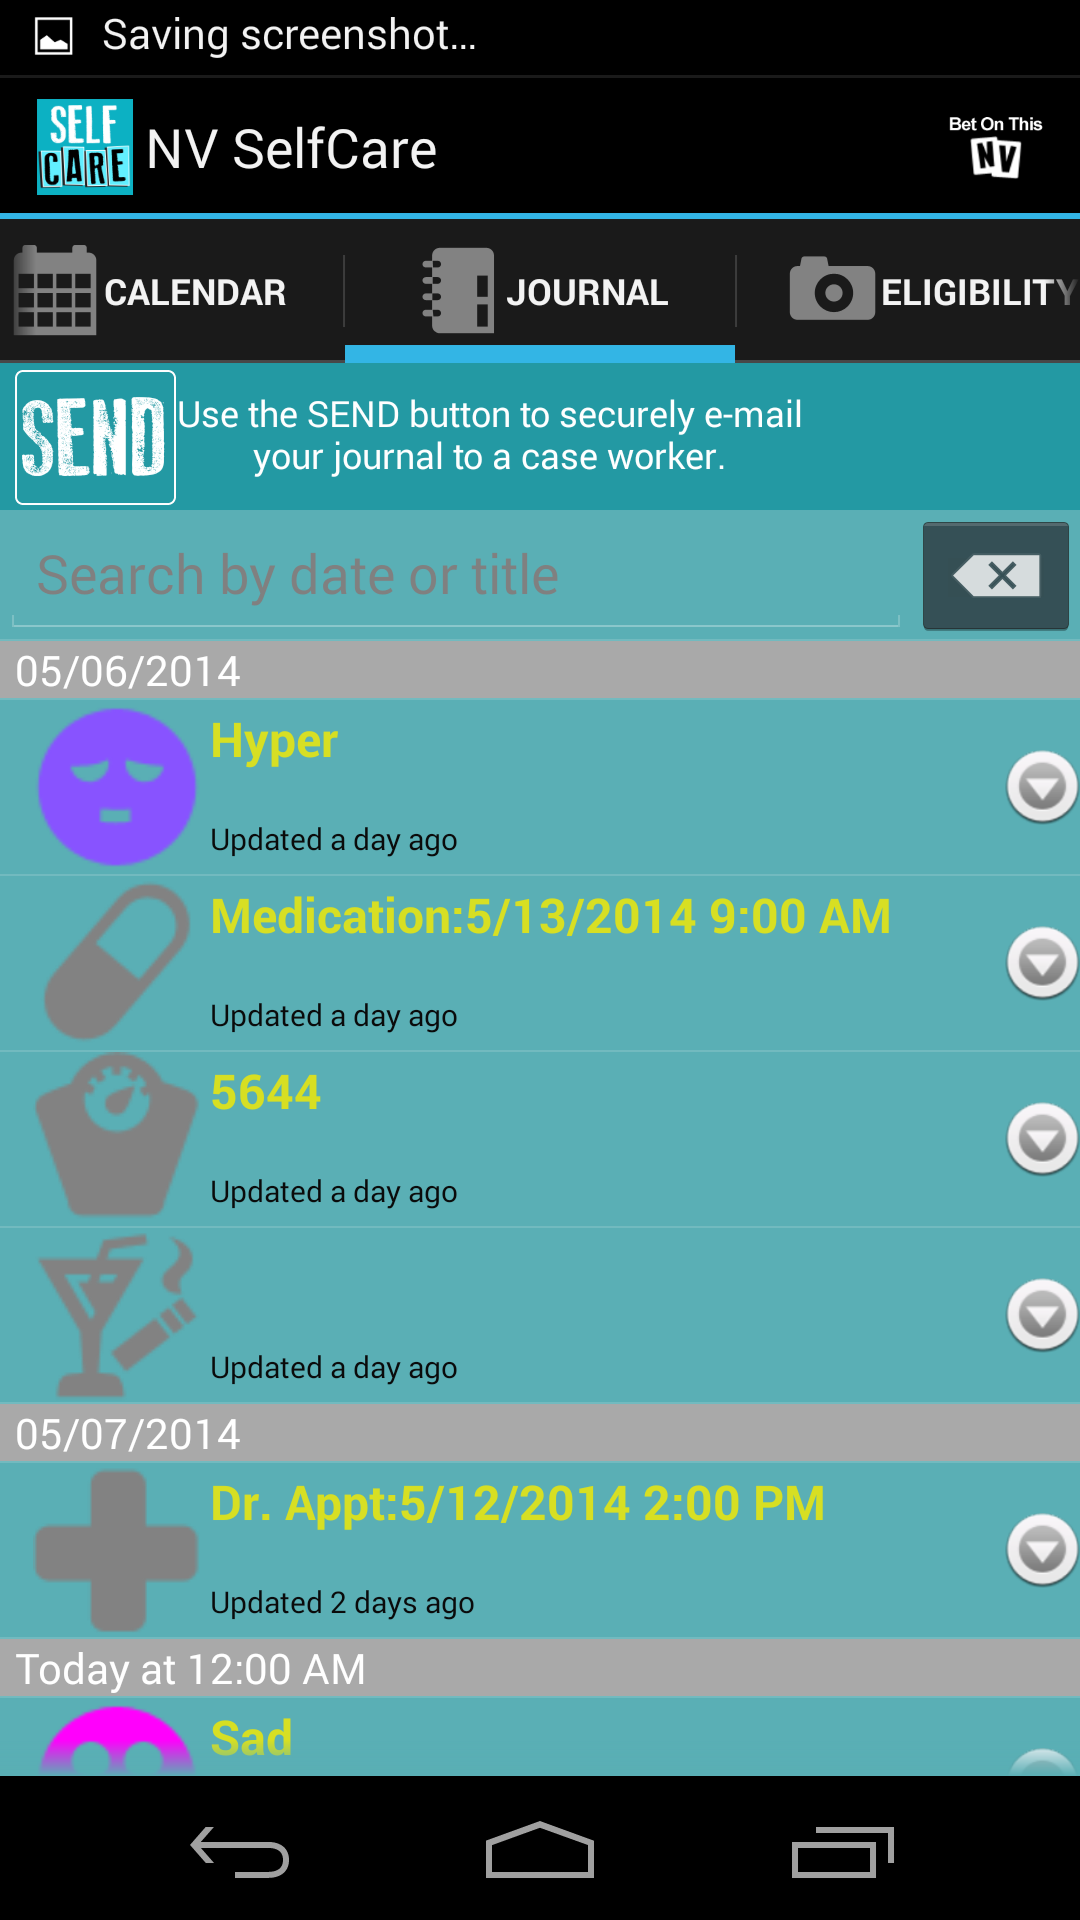 Saving screenshot...
SELF
CARE
NV SelfCare
Bet On This
NV
CALENDAR
JOURNAL
ELIGIBILITY
SEND
Use the SEND button to securely e-mail
your journal to a case worker.
Search by date or title
05/06/2014
Hyper
Updated a day ago
Medication:5/13/2014 9:00 AM
Updated a day ago
5644
Updated a day ago
Updated a day ago
05/07/2014
Dr. Appt:5/12/2014 2:00 PM
Updated 2 days ago
Today at 12:00 AM
Sad